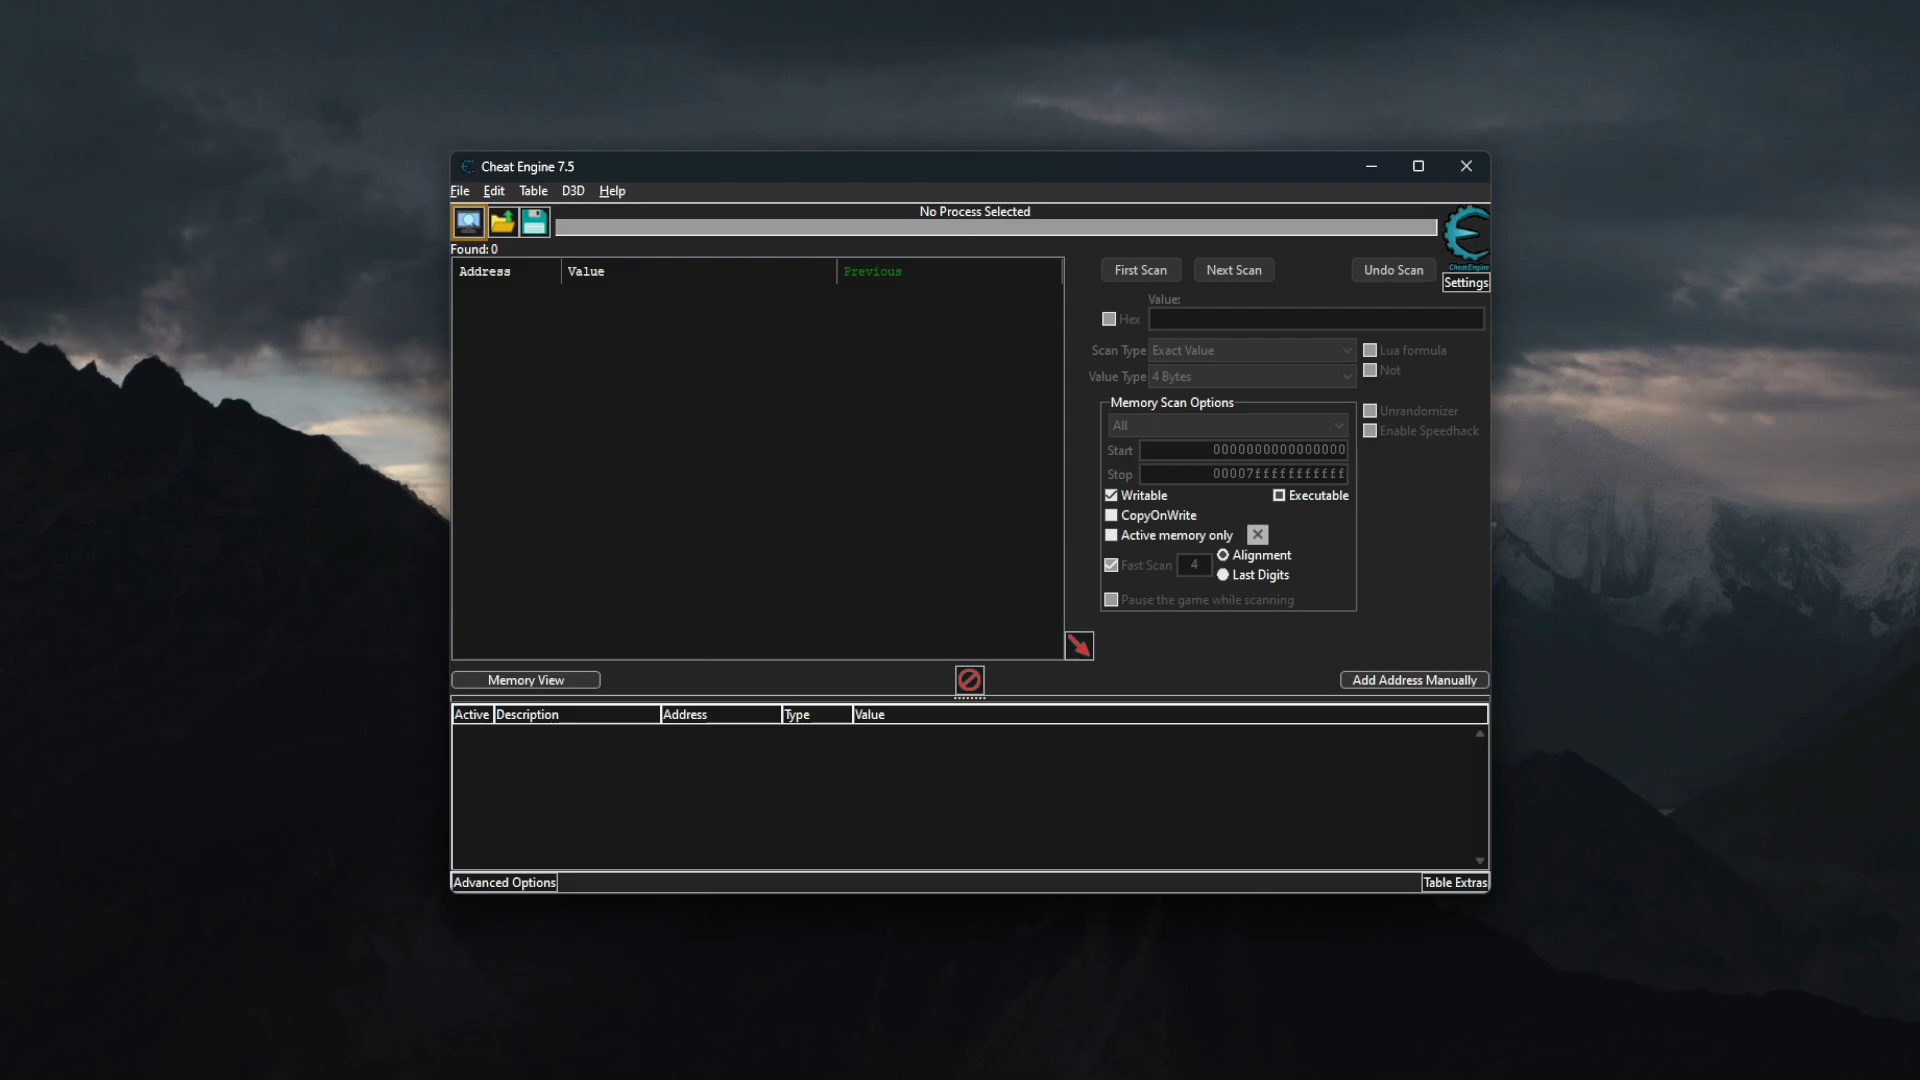 Cheat Engine 7.5
File Edit Table D3D Help
No Process Selected
Found: 0
Address Value Previous
First Scan Next Scan Undo Scan
Cheat Engine
Settings
Value:
Hex
Scan Type Exact Value Lua formula
Not
Value Type 4 Bytes
Memory Scan Options
All
Unrandomizer
Enable Speedhack
Start 0000000000000000
Stop 00007fffffffffff
Writable Executable
CopyOnWrite
Active memory only
Fast Scan 4 Alignment
Last Digits
Pause the game while scanning
Memory View Add Address Manually
Active Description Address Type Value
Advanced Options Table Extras